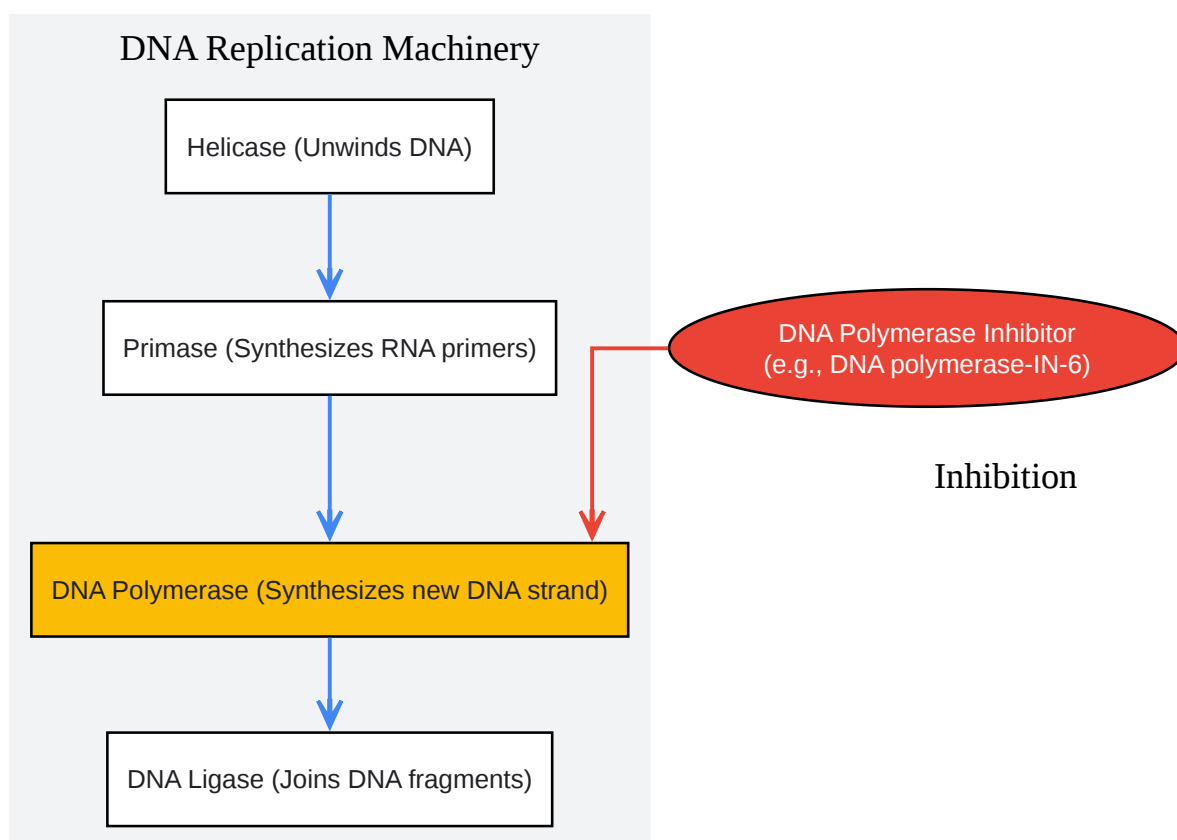 DNA Replication Machinery
Helicase (Unwinds DNA)
Primase (Synthesizes RNA primers)
DNA Polymerase Inhibitor
(e.g., DNA polymerase-IN-6)
Inhibition
DNA Polymerase (Synthesizes new DNA strand)
DNA Ligase (Joins DNA fragments)